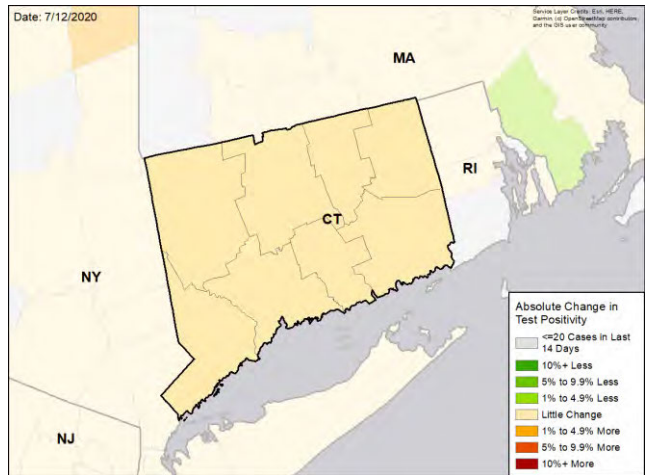 Date: 7/12/2020
Service Layer Credits: Esri, HERE,
Garmin, (c) OpenStreetMap contributors,
and the GIS user community
MA
RI
CT
NY
NJ
Absolute Change in
Test Positivity
<=20 Cases in Last
14 Days
10%+ Less
5% to 9.9% Less
1% to 4.9% Less
Little Change
1% to 4.9% More
5% to 9.9% More
10%+ More